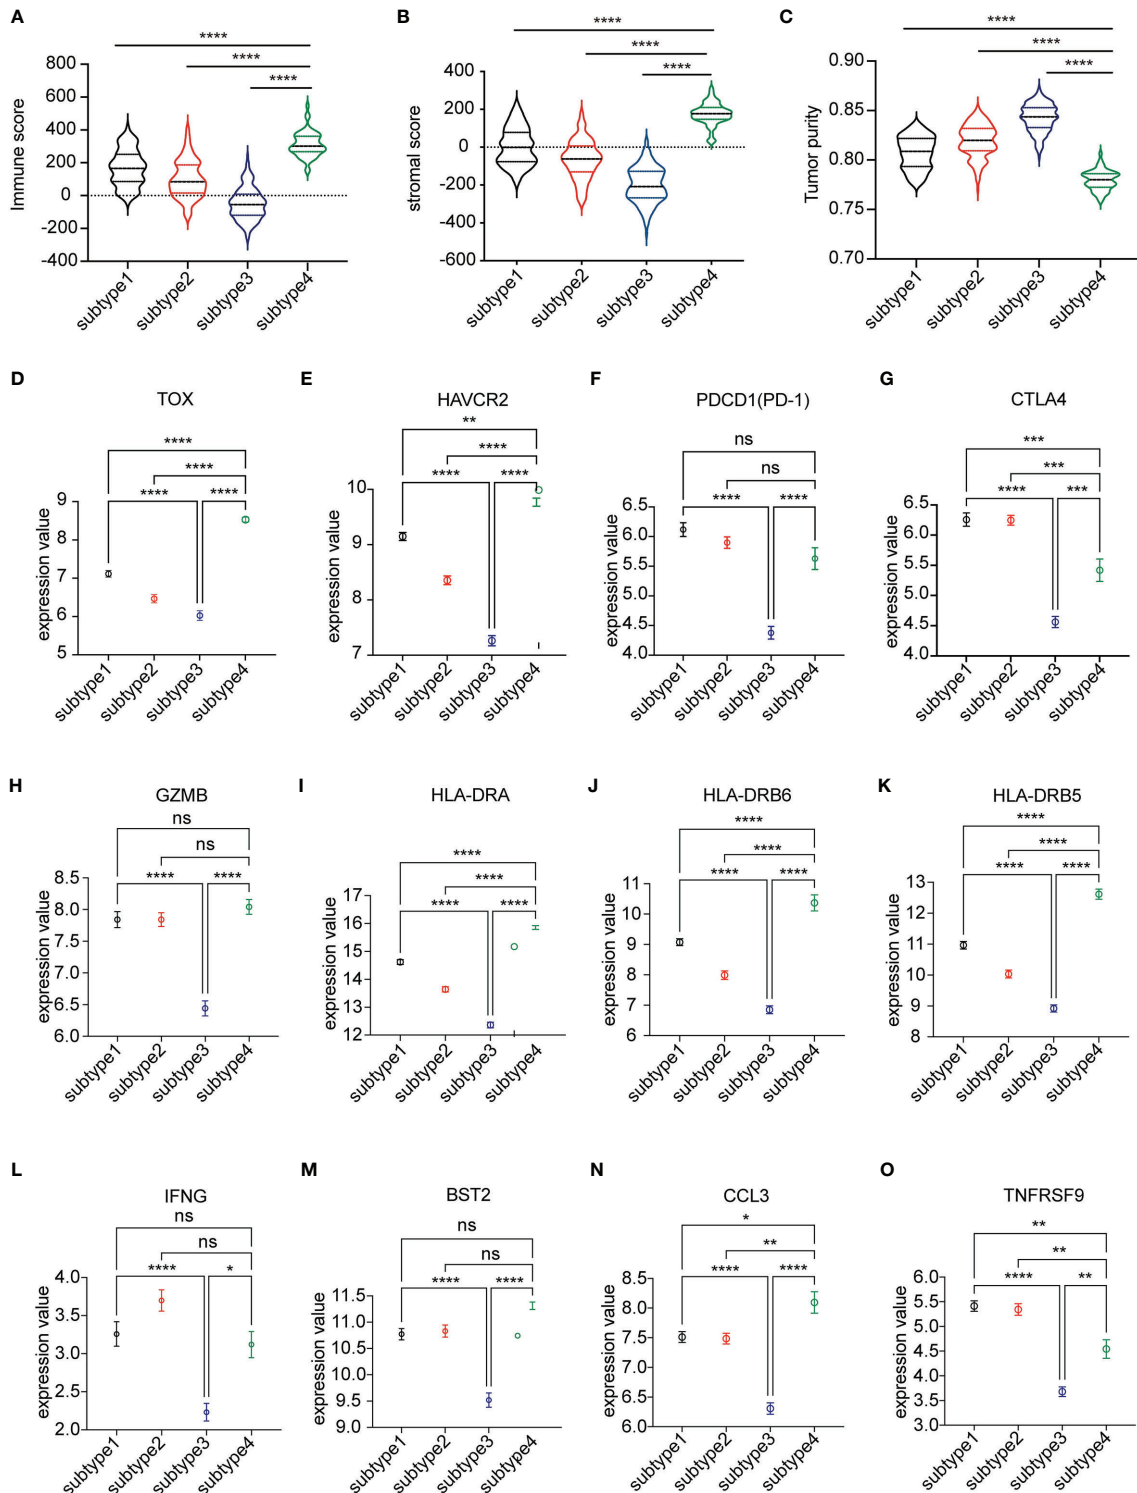 A
B
C
****
****
****
800
600
400
200
0
-200
-400
Immune score
subtype1
subtype2
subtype3
subtype4
****
****
****
400
200
0
-200
-400
-600
stromal score
subtype1
subtype2
subtype3
subtype4
****
****
****
0.90
0.85
0.80
0.75
0.70
Tumor purity
subtype1
subtype2
subtype3
subtype4
D
TOX
****
****
**** ****
9
8
7
6
5
expression value
subtype1
subtype2
subtype3
subtype4
E
HAVCR2
**
****
**** ****
10
9
8
7
expression value
subtype1
subtype2
subtype3
subtype4
F
PDCD1(PD-1)
ns
ns
**** ****
6.5
6.0
5.5
5.0
4.5
4.0
expression value
subtype1
subtype2
subtype3
subtype4
G
CTLA4
***
***
**** ***
6.5
6.0
5.5
5.0
4.5
4.0
expression value
subtype1
subtype2
subtype3
subtype4
H
GZMB
ns
ns
**** ****
8.5
8.0
7.5
7.0
6.5
6.0
expression value
subtype1
subtype2
subtype3
subtype4
I
HLA-DRA
****
****
**** ****
17
16
15
14
13
12
expression value
subtype1
subtype2
subtype3
subtype4
J
HLA-DRB6
****
****
**** ****
11
10
9
8
7
6
expression value
subtype1
subtype2
subtype3
subtype4
K
HLA-DRB5
****
****
**** ****
13
12
11
10
9
8
expression value
subtype1
subtype2
subtype3
subtype4
L
IFNG
ns
ns
**** *
4.0
3.5
3.0
2.5
2.0
expression value
subtype1
subtype2
subtype3
subtype4
M
BST2
ns
ns
**** ****
11.5
11.0
10.5
10.0
9.5
9.0
expression value
subtype1
subtype2
subtype3
subtype4
N
CCL3
*
**
**** ****
8.5
8.0
7.5
7.0
6.5
6.0
expression value
subtype1
subtype2
subtype3
subtype4
O
TNFRSF9
**
**
**** **
6.0
5.5
5.0
4.5
4.0
3.5
3.0
expression value
subtype1
subtype2
subtype3
subtype4